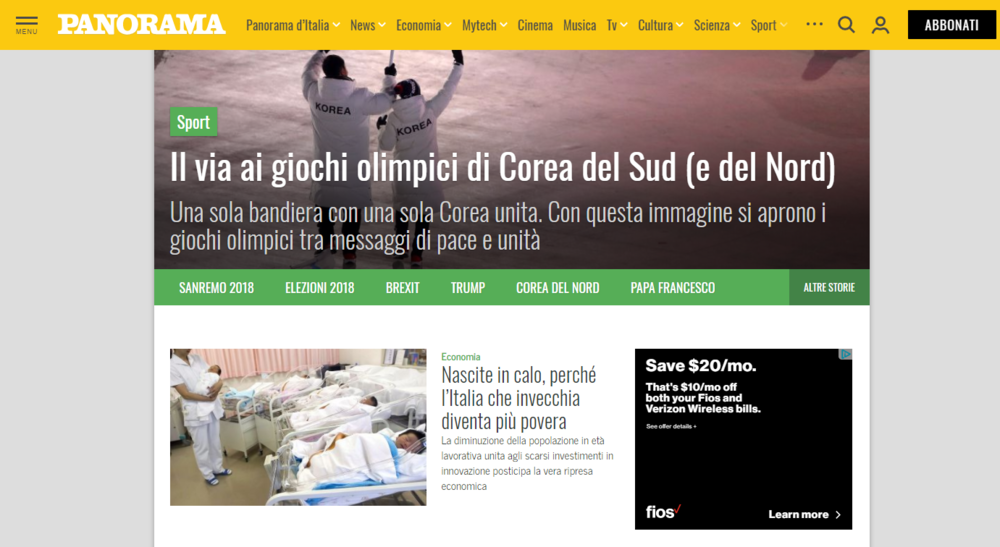 MENU
PANORAMA
Panorama d'Italia News Economia Mytech Cinema Musica Tv Cultura Scienza Sport ... ABBONATI
KOREA
KOREA
Sport
Il via ai giochi olimpici di Corea del Sud (e del Nord)
Una sola bandiera con una sola Corea unita. Con questa immagine si aprono i
giochi olimpici tra messaggi di pace e unità
SANREMO 2018 ELEZIONI 2018 BREXIT TRUMP COREA DEL NORD PAPA FRANCESCO ALTRE STORIE
Economia
Nascite in calo, perché
l'Italia che invecchia
diventa più povera
La diminuzione della popolazione in età
lavorativa unita agli scarsi investimenti in
innovazione posticipa la vera ripresa
economica
Save $20/mo.
That's $10/mo off
both your Fios and
Verizon Wireless bills.
See offer details +
fios
Learn more >